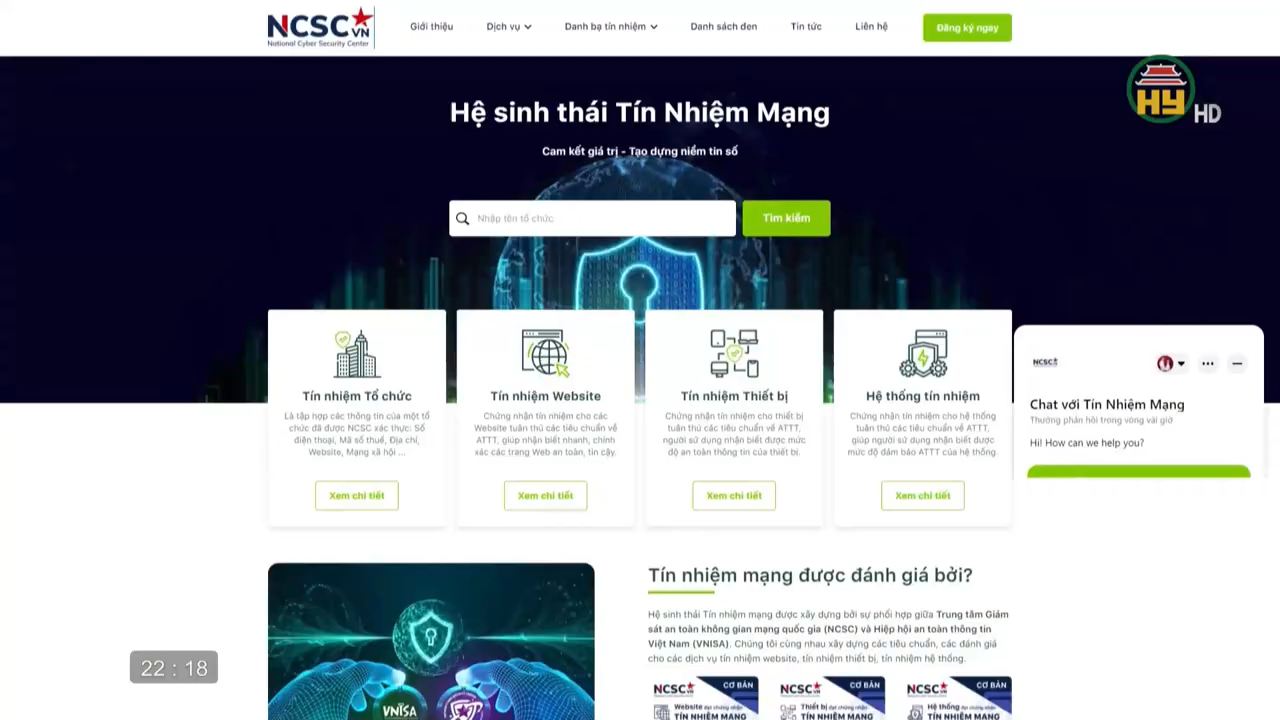 NCSC.VN
National Cyber Security Center
Giới thiệu
Dịch vụ
Danh bạ tín nhiệm
Danh sách đen
Tin tức
Liên hệ
Đăng ký ngay
HY HD
Hệ sinh thái Tín Nhiệm Mạng
Cam kết giá trị - Tạo dựng niềm tin số
Nhập tên tổ chức
Tìm kiếm
Tín nhiệm Tổ chức
Là tập hợp các thông tin của một tổ
chức đã được NCSC xác thực: Số
điện thoại, Mã số thuế, Địa chỉ,
Website, Mạng xã hội ...
Xem chi tiết
Tín nhiệm Website
Chứng nhận tín nhiệm cho các
Website tuân thủ các tiêu chuẩn về
ATTT, giúp nhận biết nhanh, chính
xác các trang Web an toàn, tin cậy.
Xem chi tiết
Tín nhiệm Thiết bị
Chứng nhận tín nhiệm cho thiết bị
tuân thủ các tiêu chuẩn về ATTT,
người sử dụng nhận biết được mức
độ an toàn thông tin của thiết bị.
Xem chi tiết
Hệ thống tín nhiệm
Chứng nhận tín nhiệm cho hệ thống
tuân thủ các tiêu chuẩn về ATTT,
giúp người sử dụng nhận biết được
mức độ đảm bảo ATTT của hệ thống.
Xem chi tiết
NCSC
Chat với Tín Nhiệm Mạng
Thường phản hồi trong vòng vài giờ
Hi! How can we help you?
VNISA
Tín nhiệm mạng được đánh giá bởi?
Hệ sinh thái Tín nhiệm mạng được xây dựng bởi sự phối hợp giữa Trung tâm Giám
sát an toàn không gian mạng quốc gia (NCSC) và Hiệp hội an toàn thông tin
Việt Nam (VNISA). Chúng tôi cùng nhau xây dựng các tiêu chuẩn, các đánh giá
cho các dịch vụ tín nhiệm website, tín nhiệm thiết bị, tín nhiệm hệ thống.
NCSC.VN CƠ BẢN
Website đạt chứng nhận
TÍN NHIỆM MẠNG
NCSC.VN CƠ BẢN
Thiết bị đạt chứng nhận
TÍN NHIỆM MẠNG
NCSC.VN CƠ BẢN
Hệ thống đạt chứng nhận
TÍN NHIỆM MẠNG
22 : 18